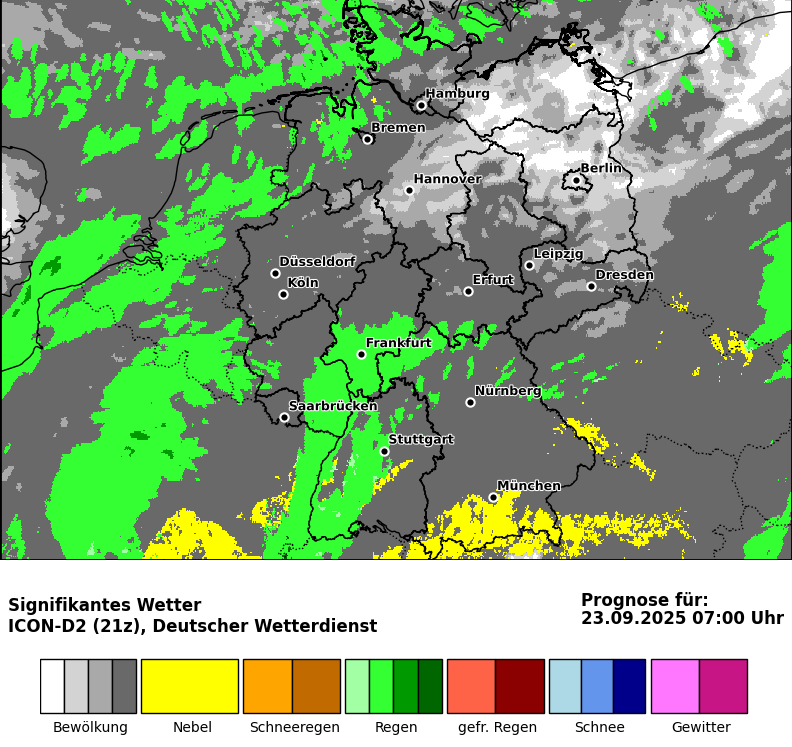 Hamburg
Bremen
Berlin
Hannover
Leipzig
Düsseldorf
Dresden
Köln
Erfurt
Frankfurt
Nürnberg
Saarbrücken
Stuttgart
München
Signifikantes Wetter
ICON-D2 (21z), Deutscher Wetterdienst
Prognose für:
23.09.2025 07:00 Uhr
Bewölkung Nebel Schneeregen Regen gefr. Regen Schnee Gewitter